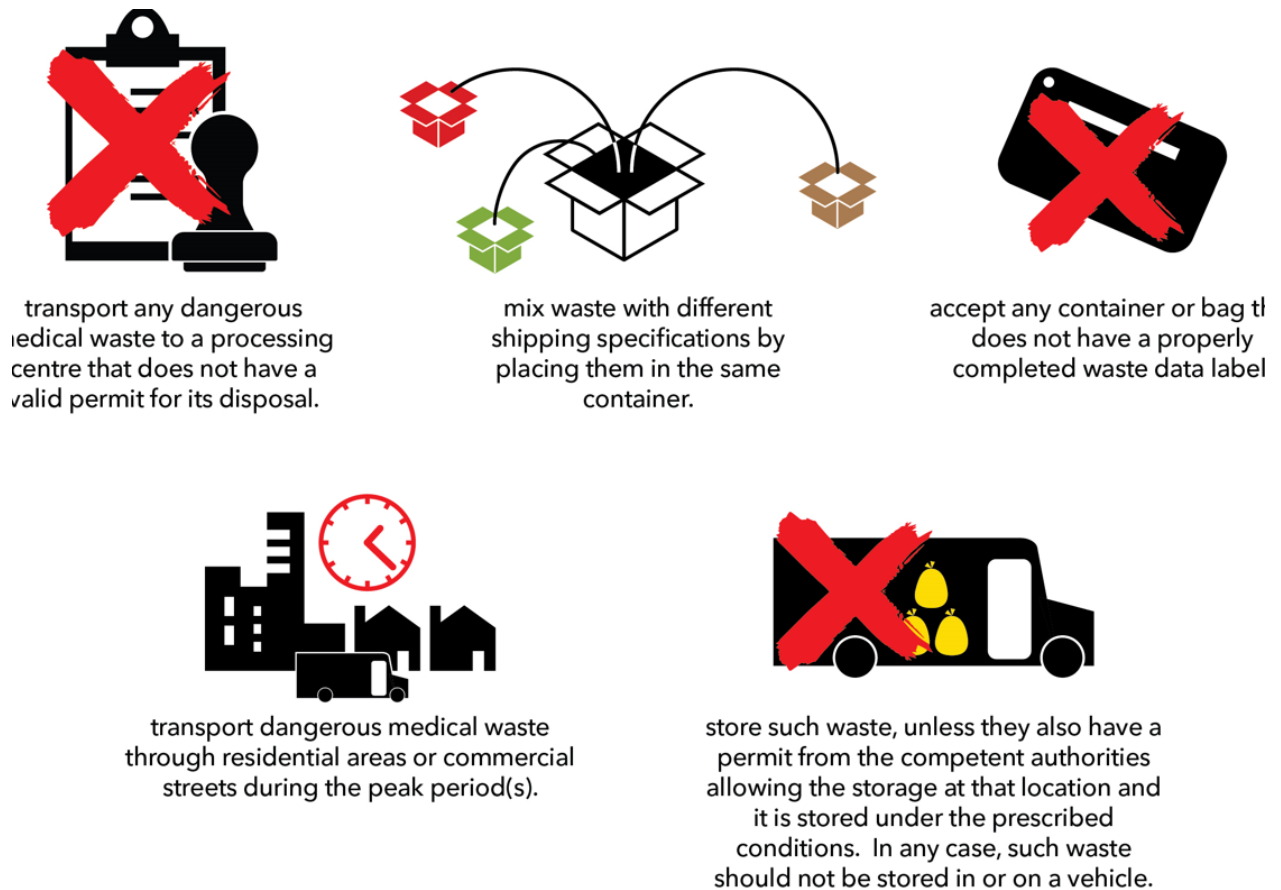 transport any dangerous
medical waste to a processing
centre that does not have a
valid permit for its disposal.
mix waste with different
shipping specifications by
placing them in the same
container.
accept any container or bag th
does not have a properly
completed waste data label
transport dangerous medical waste
through residential areas or commercial
streets during the peak period(s).
store such waste, unless they also have a
permit from the competent authorities
allowing the storage at that location and
it is stored under the prescribed
conditions.  In any case, such waste
should not be stored in or on a vehicle.